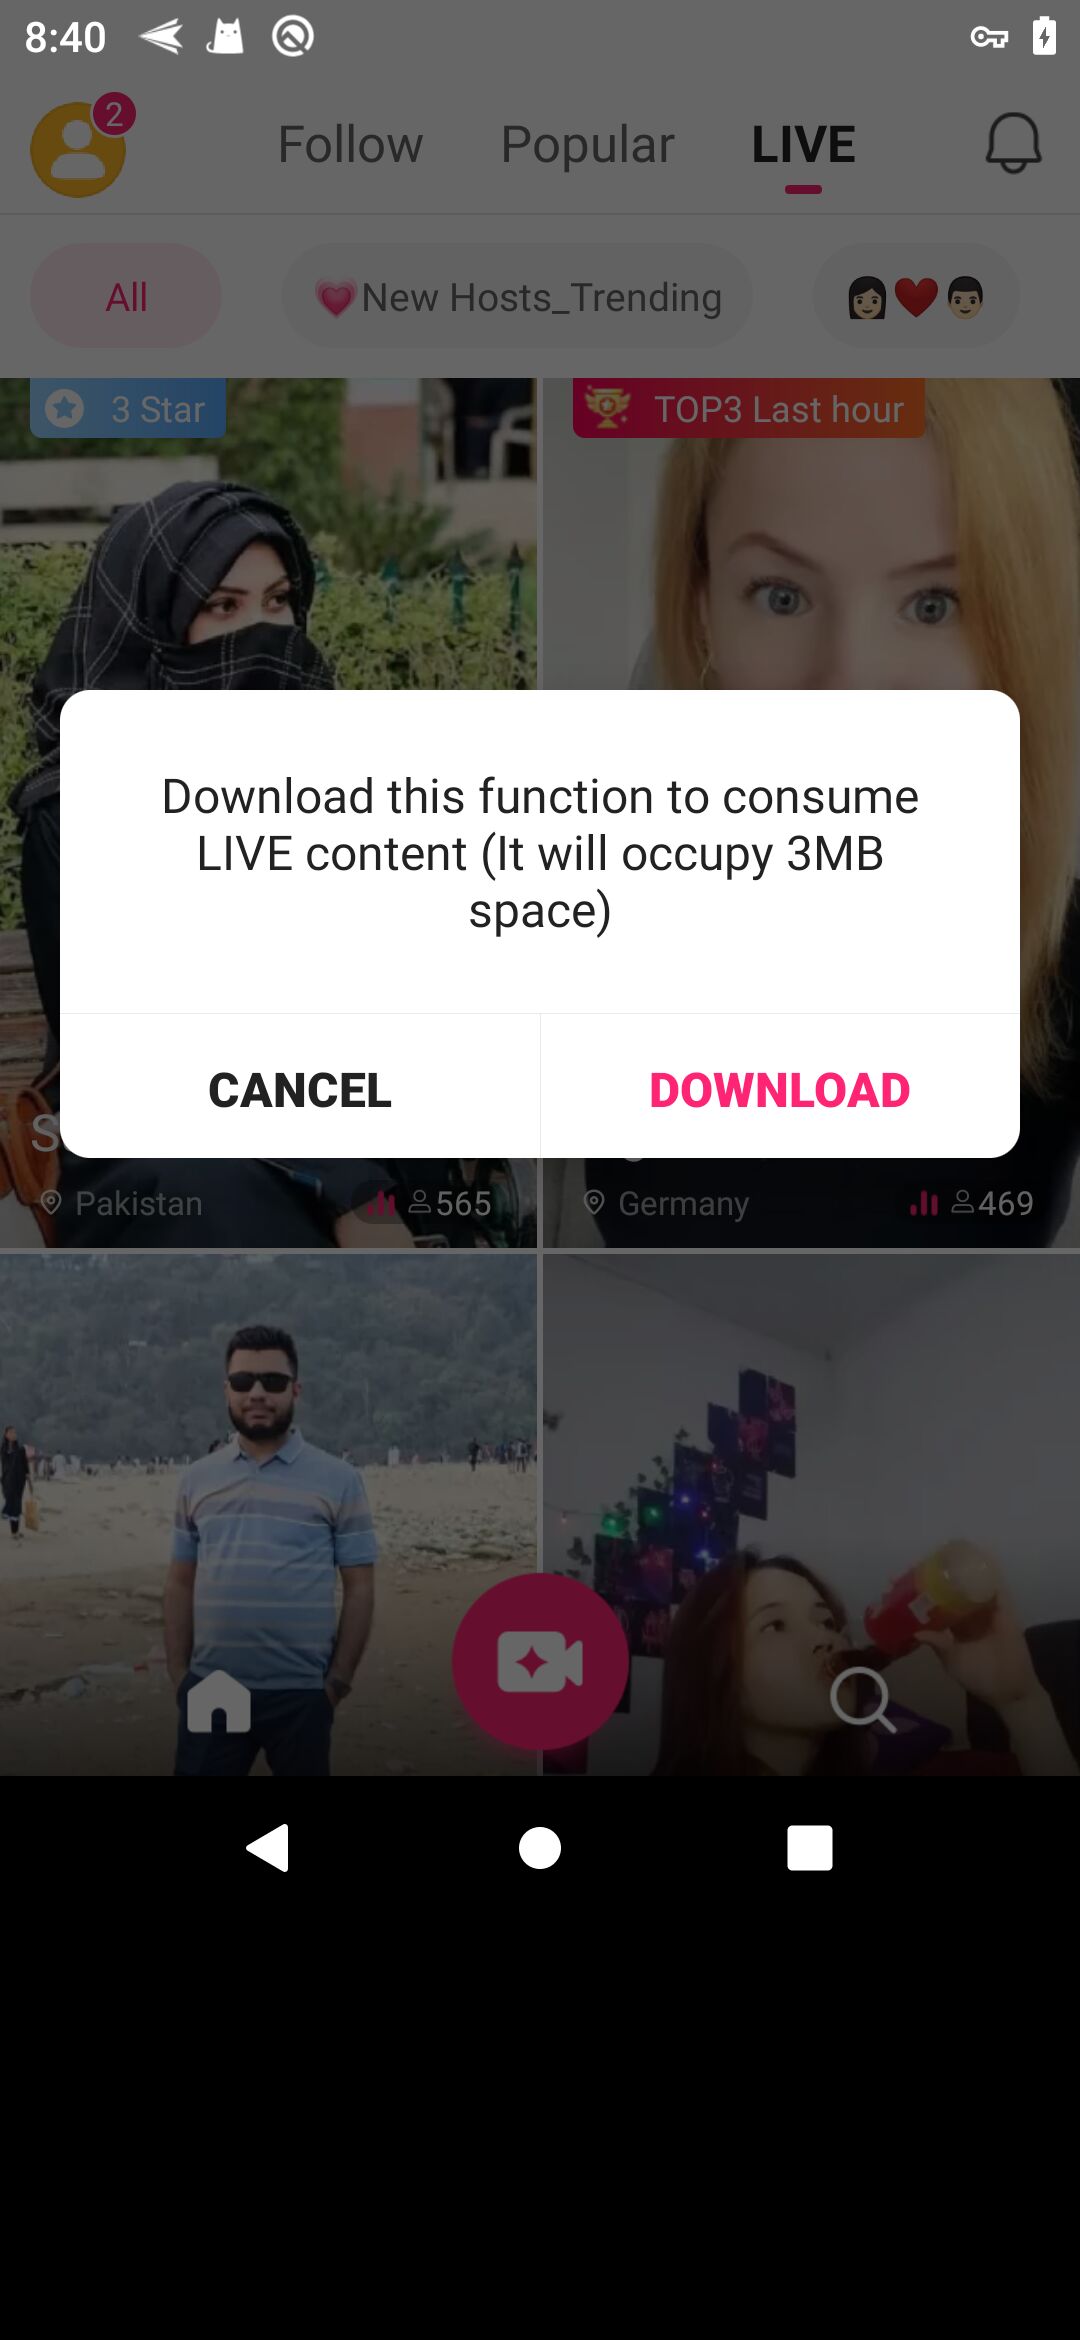 8:40
2
Follow Popular LIVE
All
💗New Hosts_Trending
👩🏻❤️👨🏻
3 Star
TOP3 Last hour
Download this function to consume
LIVE content (It will occupy 3MB
space)
CANCEL
DOWNLOAD
S
Pakistan
565
Germany
469